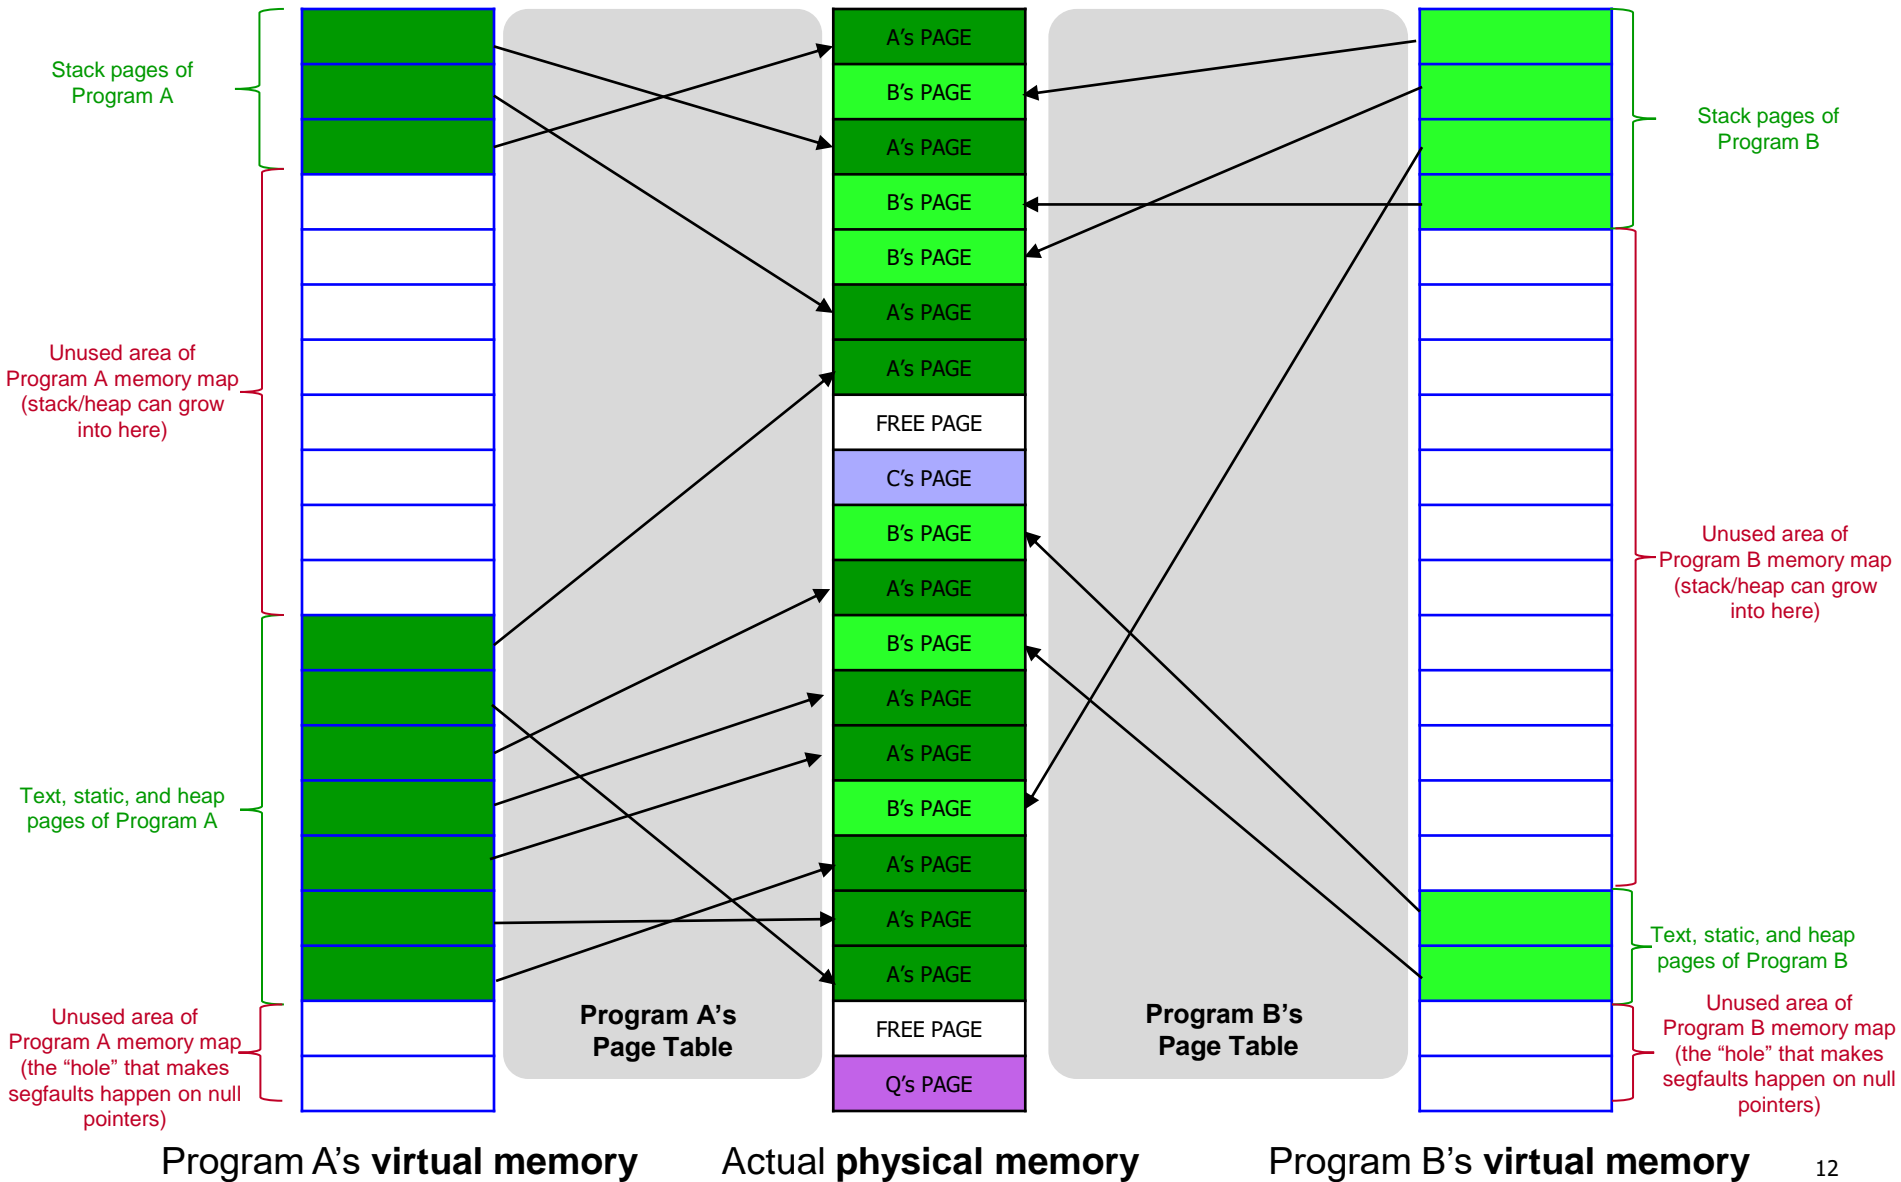 Stack pages of
Program A
Unused area of
Program A memory map
(stack/heap can grow
into here)
Text, static, and heap
pages of Program A
Unused area of
Program A memory map
(the “hole” that makes
segfaults happen on null
pointers)
Program A’s
Page Table
A’s PAGE
B’s PAGE
A’s PAGE
B’s PAGE
B’s PAGE
A’s PAGE
A’s PAGE
FREE PAGE
C’s PAGE
B’s PAGE
A’s PAGE
B’s PAGE
A’s PAGE
A’s PAGE
B’s PAGE
A’s PAGE
A’s PAGE
A’s PAGE
FREE PAGE
Q’s PAGE
Program B’s
Page Table
Stack pages of
Program B
Unused area of
Program B memory map
(stack/heap can grow
into here)
Text, static, and heap
pages of Program B
Unused area of
Program B memory map
(the “hole” that makes
segfaults happen on null
pointers)
Program A’s virtual memory
Actual physical memory
Program B’s virtual memory
12